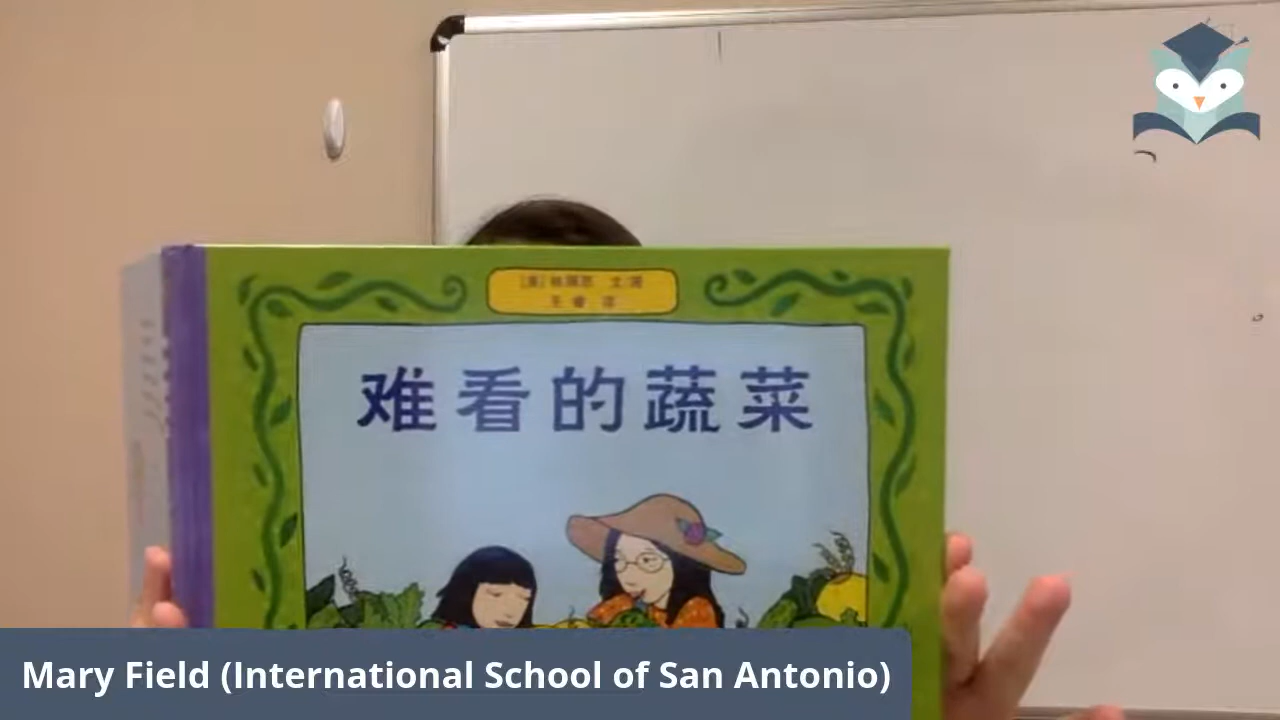 难看的蔬菜
Mary Field (International School of San Antonio)